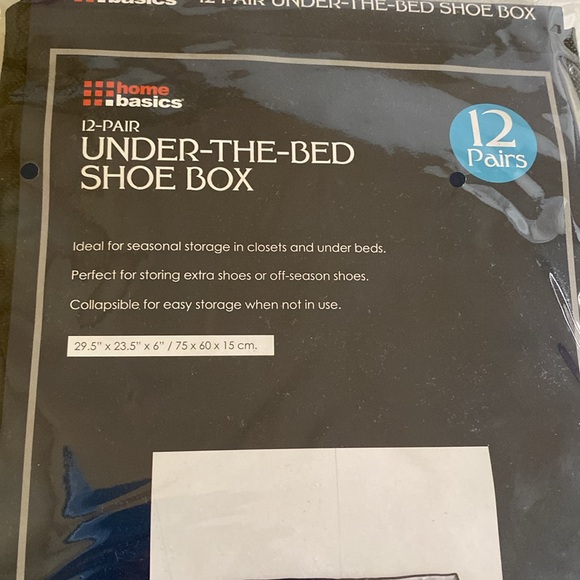 basics 12-PAIR UNDER-THE-BED SHOE BOX
home
basics®
12-PAIR
UNDER-THE-BED
SHOE BOX
12
Pairs
Ideal for seasonal storage in closets and under beds.
Perfect for storing extra shoes or off-season shoes.
Collapsible for easy storage when not in use.
29.5" x 23.5" x 6" / 75 x 60 x 15 cm.